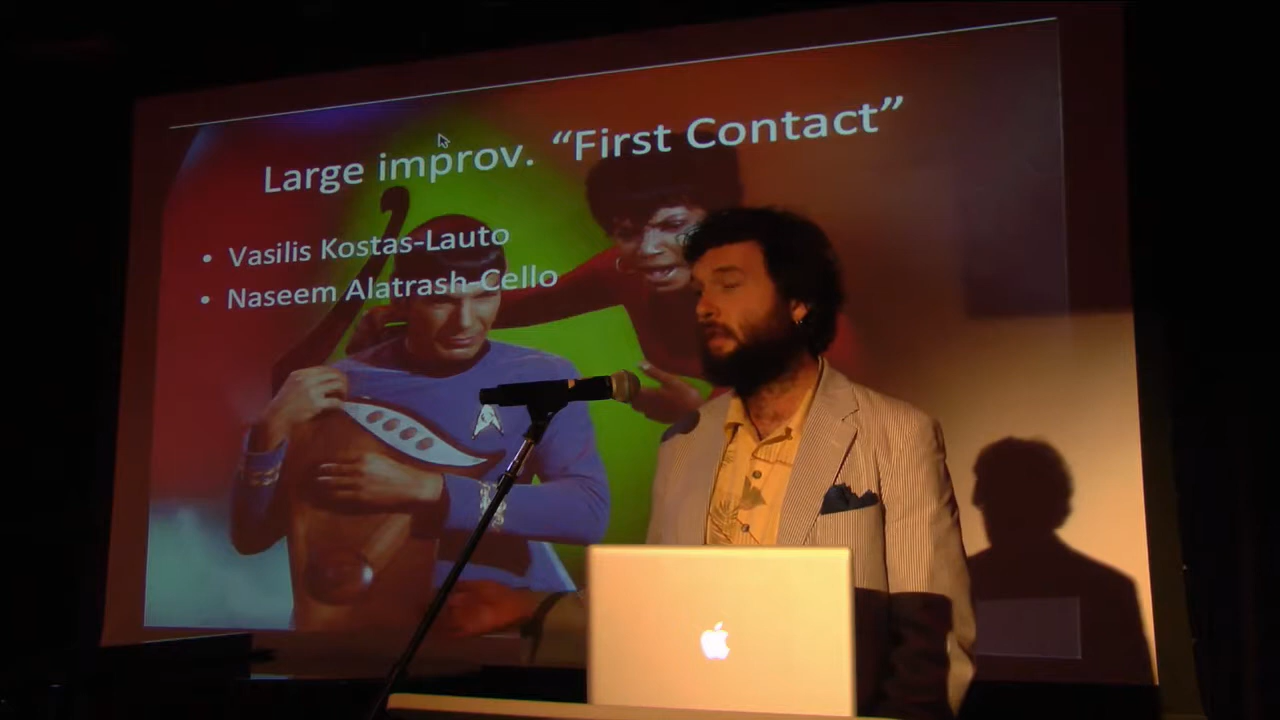 Large improv. “First Contact”
• Vasilis Kostas-Lauto
• Naseem Alatrash-Cello